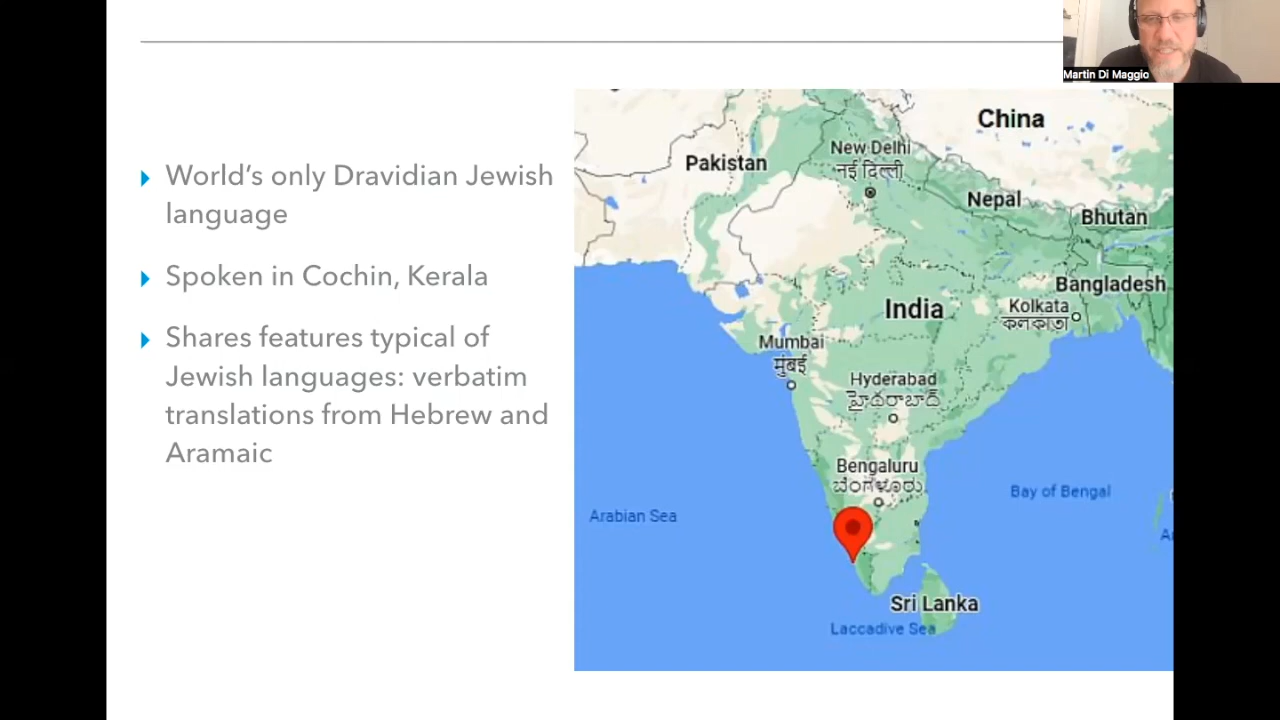 Martin Di Maggio
World's only Dravidian Jewish
language
Spoken in Cochin, Kerala
Shares features typical of
Jewish languages: verbatim
translations from Hebrew and
Aramaic
China
New Delhi
नई दिल्ली
Pakistan
Nepal
Bhutan
Bangladesh
India
Kolkata
কলকাতা
Mumbai
मुंबई
Hyderabad
హైదరాబాద్
Bengaluru
ಬೆಂಗಳೂರು
Bay of Bengal
Arabian Sea
Sri Lanka
Laccadive Sea